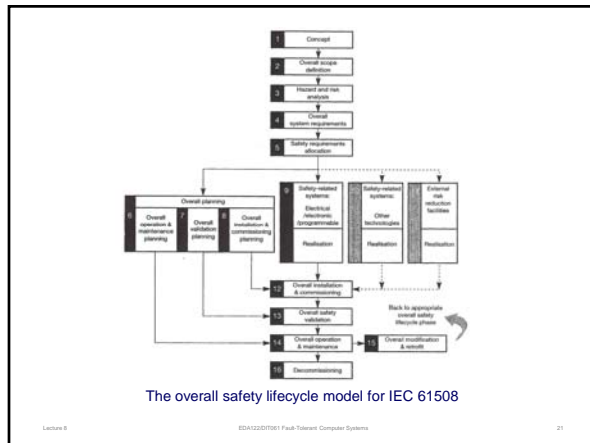 1 Concept
2 Overall scope
definition
3 Hazard and risk
analysis
4 Overall
system requirements
5 Safety requirements
allocation
Overall planning
6 Overall
operation &
maintenance
planning
7 Overall
validation
planning
8 Overall
installation &
commissioning
planning
9 Safety-related
systems:
Electrical
/electronic
/programmable
Realisation
Safety-related
systems:
Other
technologies
Realisation
External
risk
reduction
facilities
Realisation
12 Overall installation
& commissioning
13 Overall safety
validation
Back to appropriate
overall safety
lifecycle phase
14 Overall operation
& maintenance
15 Overall modification
& retrofit
16 Decommissioning
The overall safety lifecycle model for IEC 61508
Lecture 6
EDA122/DIT061 Fault-Tolerant Computer Systems
21